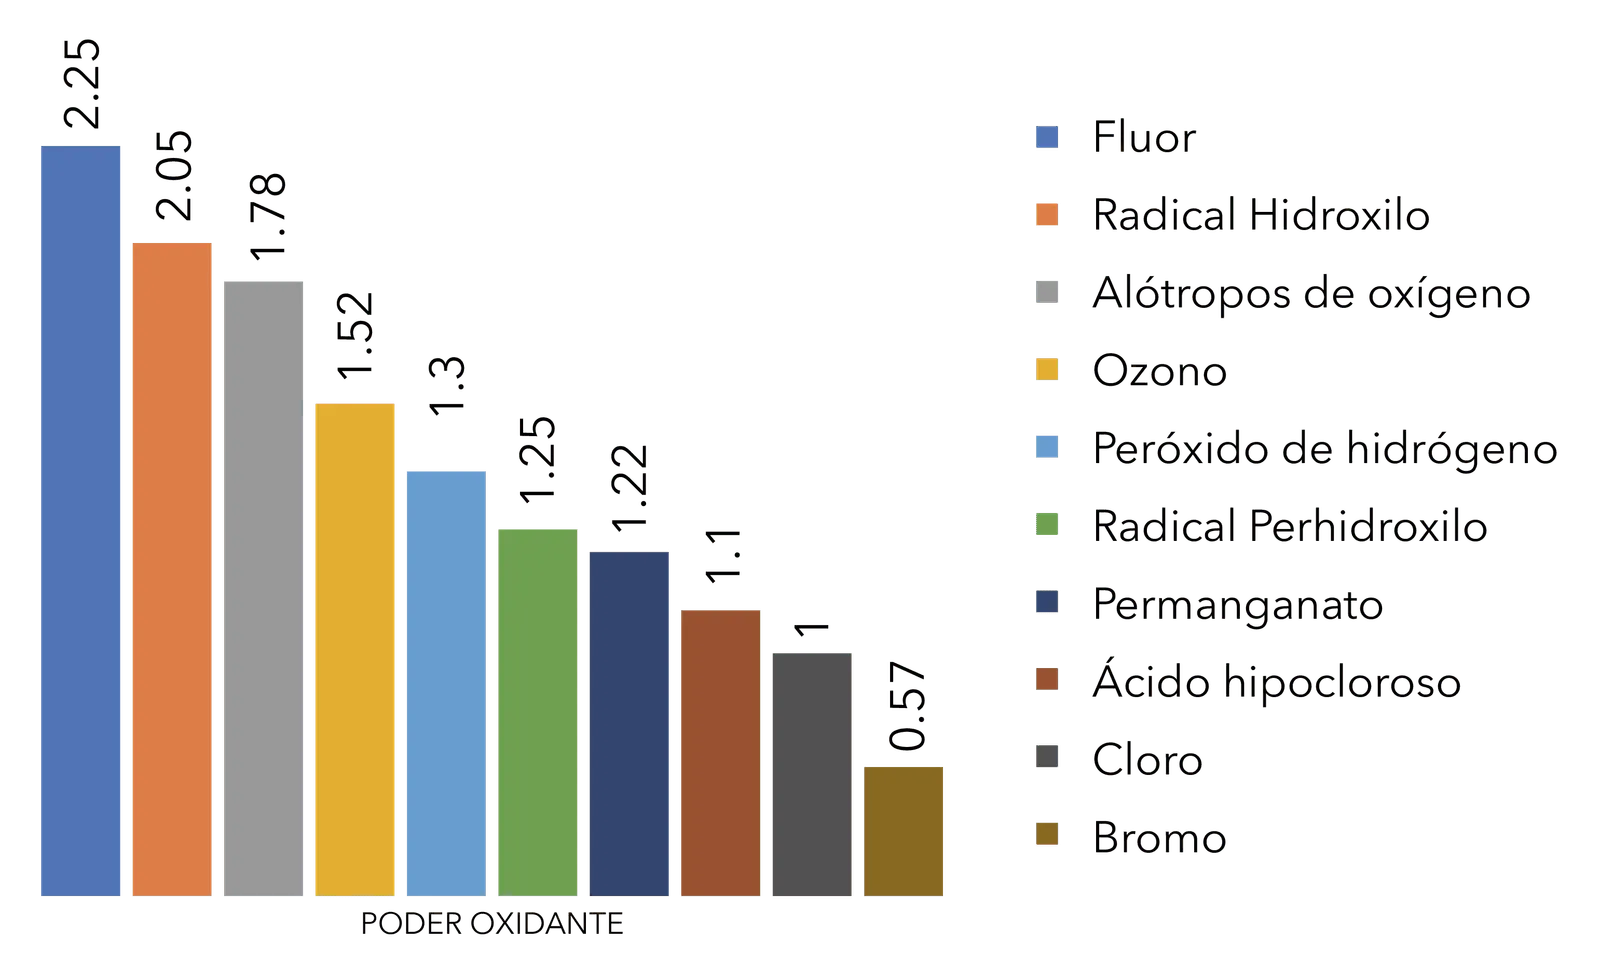 2.25
2.05
1.78
1.52
1.3
1.25
1.22
1.1
1
0.57
PODER OXIDANTE
Fluor
Radical Hidroxilo
Alótropos de oxígeno
Ozono
Peróxido de hidrógeno
Radical Perhidroxilo
Permanganato
Ácido hipocloroso
Cloro
Bromo